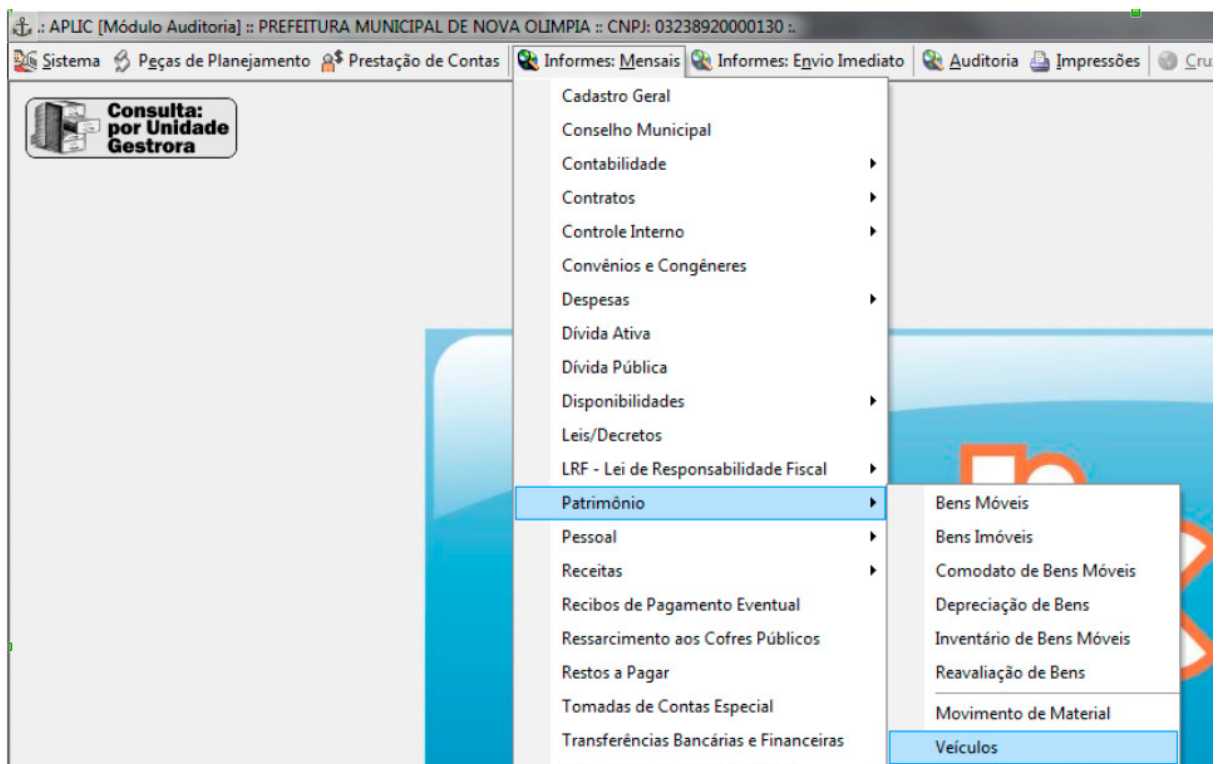 .: APLIC [Módulo Auditoria] :: PREFEITURA MUNICIPAL DE NOVA OLIMPIA :: CNPJ: 03238920000130 :.
Sistema Peças de Planejamento Prestação de Contas Informes: Mensais Informes: Envio Imediato Auditoria Impressões Cru
Consulta:
por Unidade
Gestrora
Cadastro Geral
Conselho Municipal
Contabilidade
Contratos
Controle Interno
Convênios e Congêneres
Despesas
Dívida Ativa
Dívida Pública
Disponibilidades
Leis/Decretos
LRF - Lei de Responsabilidade Fiscal
Patrimônio
Pessoal
Receitas
Recibos de Pagamento Eventual
Ressarcimento aos Cofres Públicos
Restos a Pagar
Tomadas de Contas Especial
Transferências Bancárias e Financeiras
Bens Móveis
Bens Imóveis
Comodato de Bens Móveis
Depreciação de Bens
Inventário de Bens Móveis
Reavaliação de Bens
Movimento de Material
Veículos